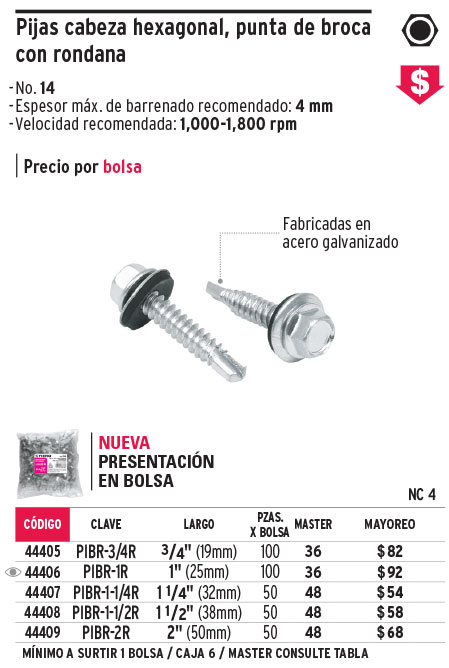 Pijas cabeza hexagonal, punta de broca
con rondana
-No. 14
-Espesor máx. de barrenado recomendado: 4 mm
-Velocidad recomendada: 1,000-1,800 rpm
$
Precio por bolsa
Fabricadas en
acero galvanizado
NUEVA
PRESENTACIÓN
EN BOLSA
NC 4
CÓDIGO CLAVE LARGO PZAS. X BOLSA MASTER MAYOREO
44405 PIBR-3/4R 3/4" (19mm) 100 36 $82
44406 PIBR-1R 1" (25mm) 100 36 $92
44407 PIBR-1-1/4R 1 1/4" (32mm) 50 48 $54
44408 PIBR-1-1/2R 1 1/2" (38mm) 50 48 $58
44409 PIBR-2R 2" (50mm) 50 48 $68
MÍNIMO A SURTIR 1 BOLSA / CAJA 6 / MASTER CONSULTE TABLA